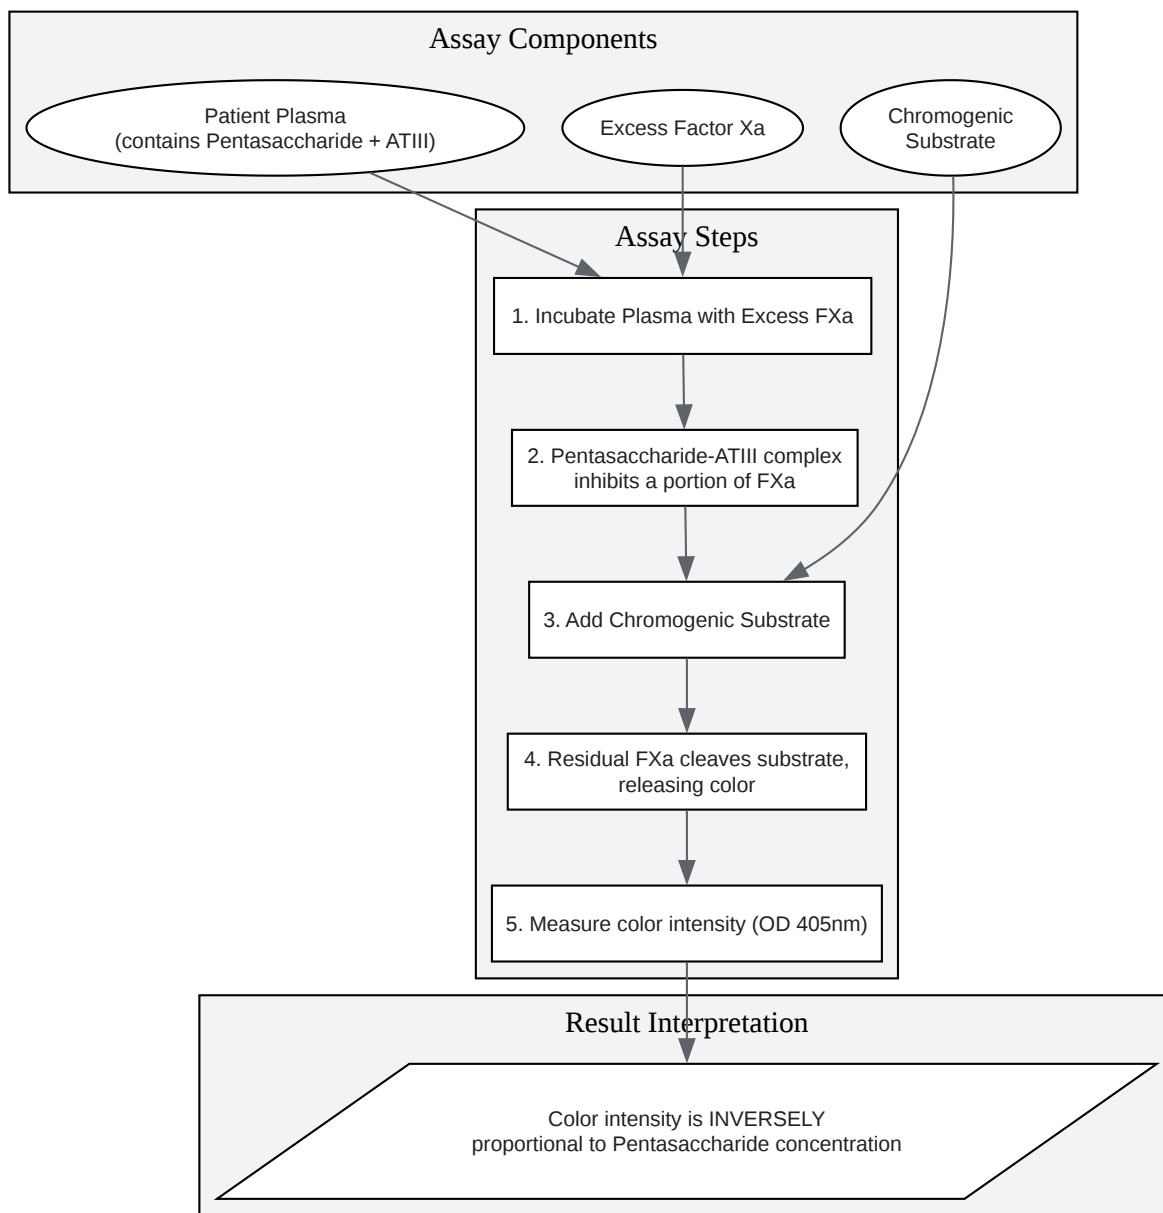 Assay Components
Patient Plasma
(contains Pentasaccharide + ATIII)
Excess Factor Xa
Chromogenic
Substrate
Assay Steps
1. Incubate Plasma with Excess FXa
2. Pentasaccharide-ATIII complex
inhibits a portion of FXa
3. Add Chromogenic Substrate
4. Residual FXa cleaves substrate,
releasing color
5. Measure color intensity (OD 405nm)
Result Interpretation
Color intensity is INVERSELY
proportional to Pentasaccharide concentration